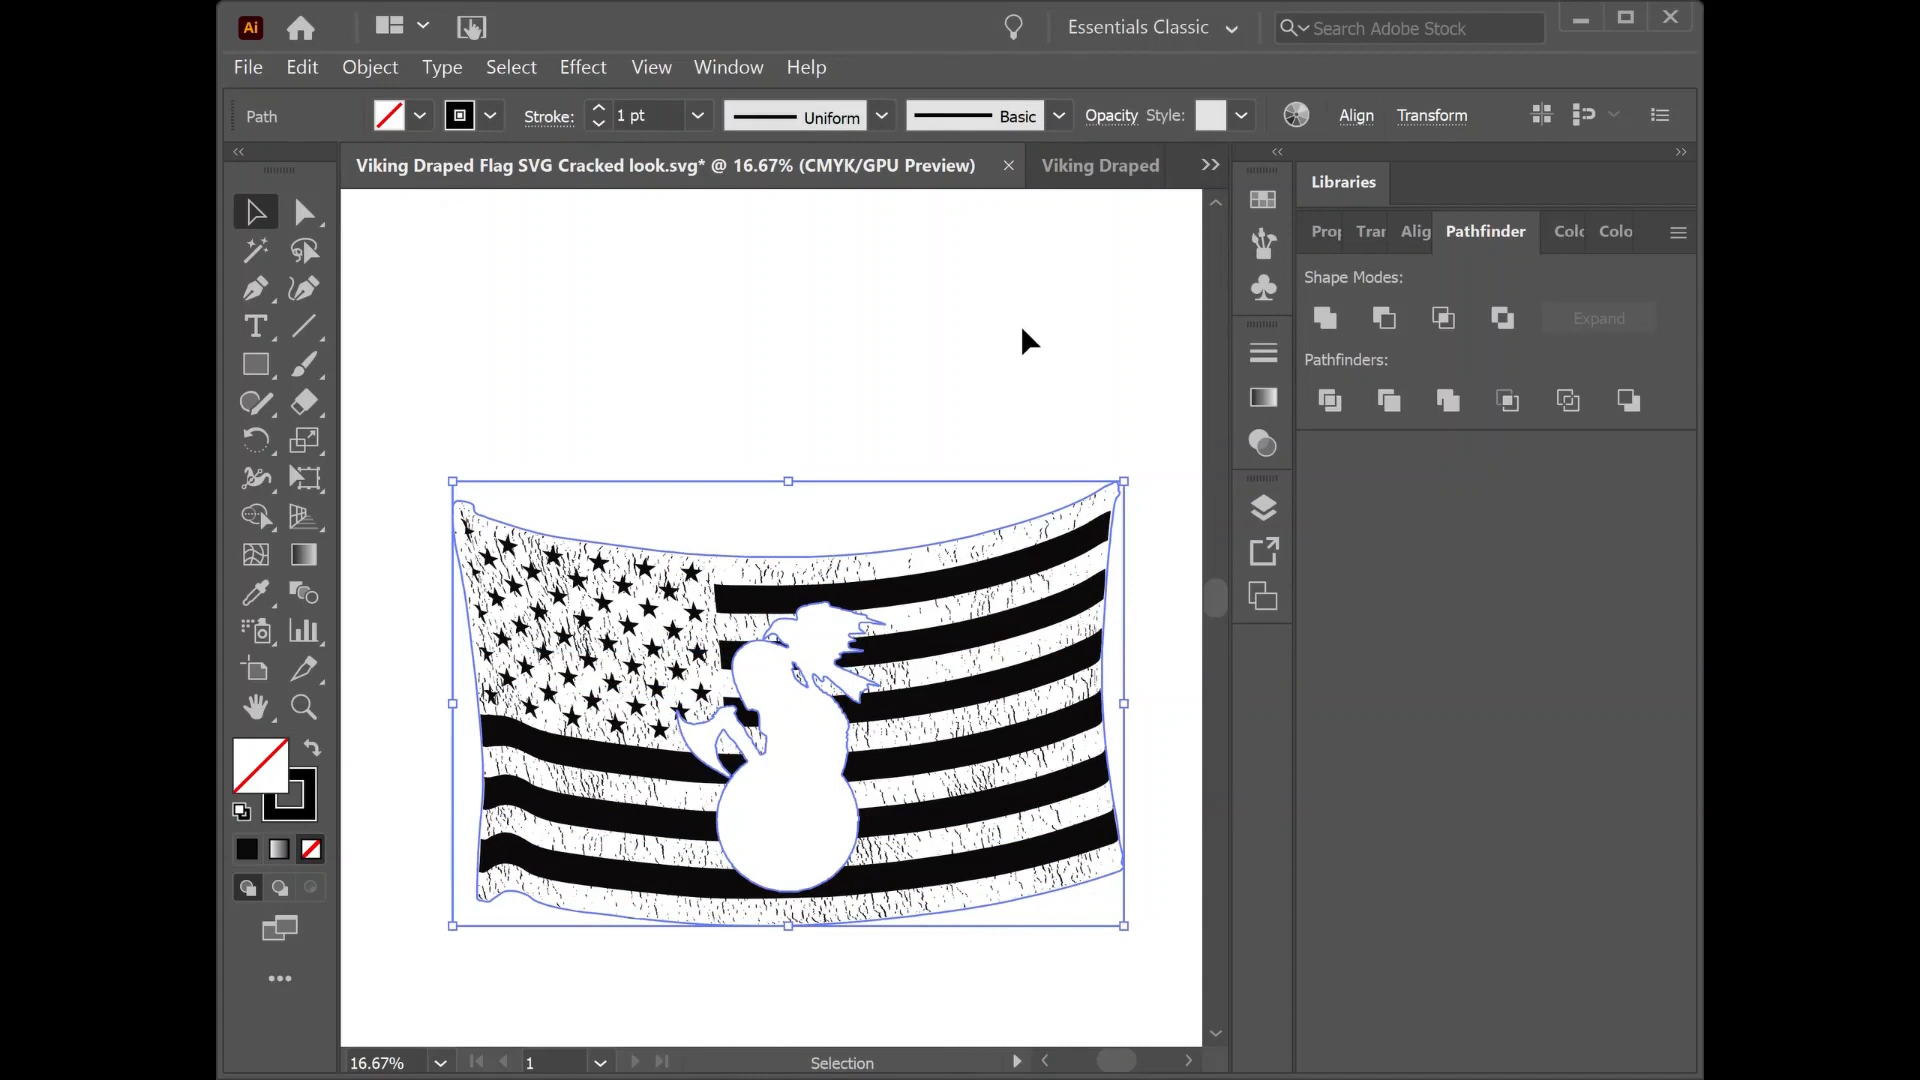 Ai
Essentials Classic
Search Adobe Stock
File Edit Object Type Select Effect View Window Help
Path
Stroke: 1 pt Uniform Basic Opacity Style: Align Transform
Viking Draped Flag SVG Cracked look.svg* @ 16.67% (CMYK/GPU Preview) Viking Draped
Libraries
Prop Tran Alig Pathfinder Colo Colo
Shape Modes:
Expand
Pathfinders:
16.67% 1 Selection